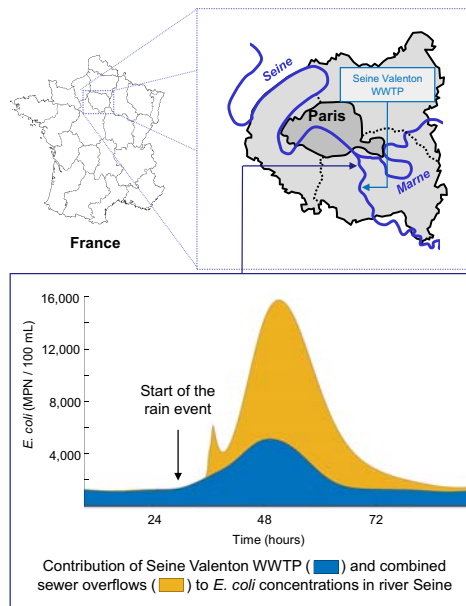 Seine
Seine Valenton
WWTP
Paris
Marne
France
16,000
12,000
8,000
4,000
E. coli (MPN / 100 mL)
Start of the
rain event
24
48
72
Time (hours)
Contribution of Seine Valenton WWTP ( ) and combined
sewer overflows ( ) to E. coli concentrations in river Seine